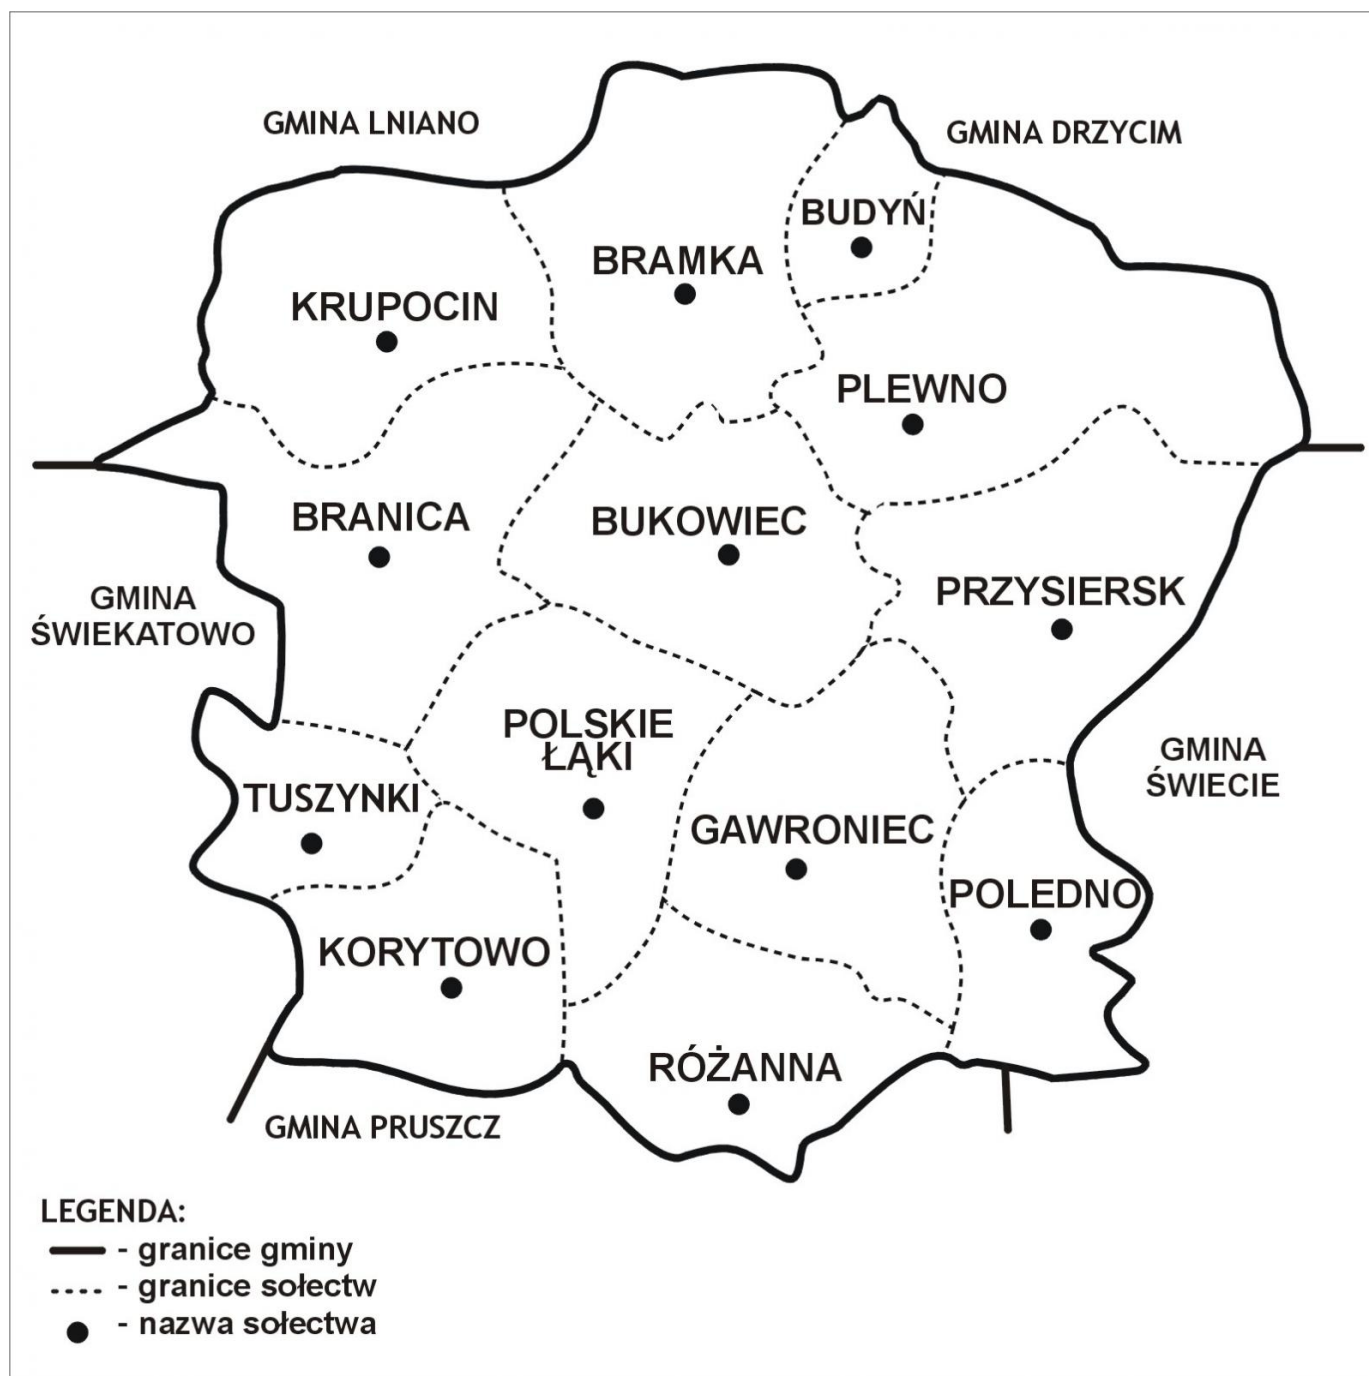 GMINA LNIANO
GMINA DRZYCIM
BUDYŃ
BRAMKA
KRUPOCIN
PLEWNO
BRANICA
BUKOWIEC
PRZYSIERSK
GMINA
ŚWIEKATOWO
POLSKIE
ŁĄKI
GMINA
ŚWIECIE
TUSZYNKI
GAWRONIEC
POLEDNO
KORYTOWO
RÓŻANNA
GMINA PRUSZCZ
LEGENDA:
- granice gminy
- granice sołectw
- nazwa sołectwa